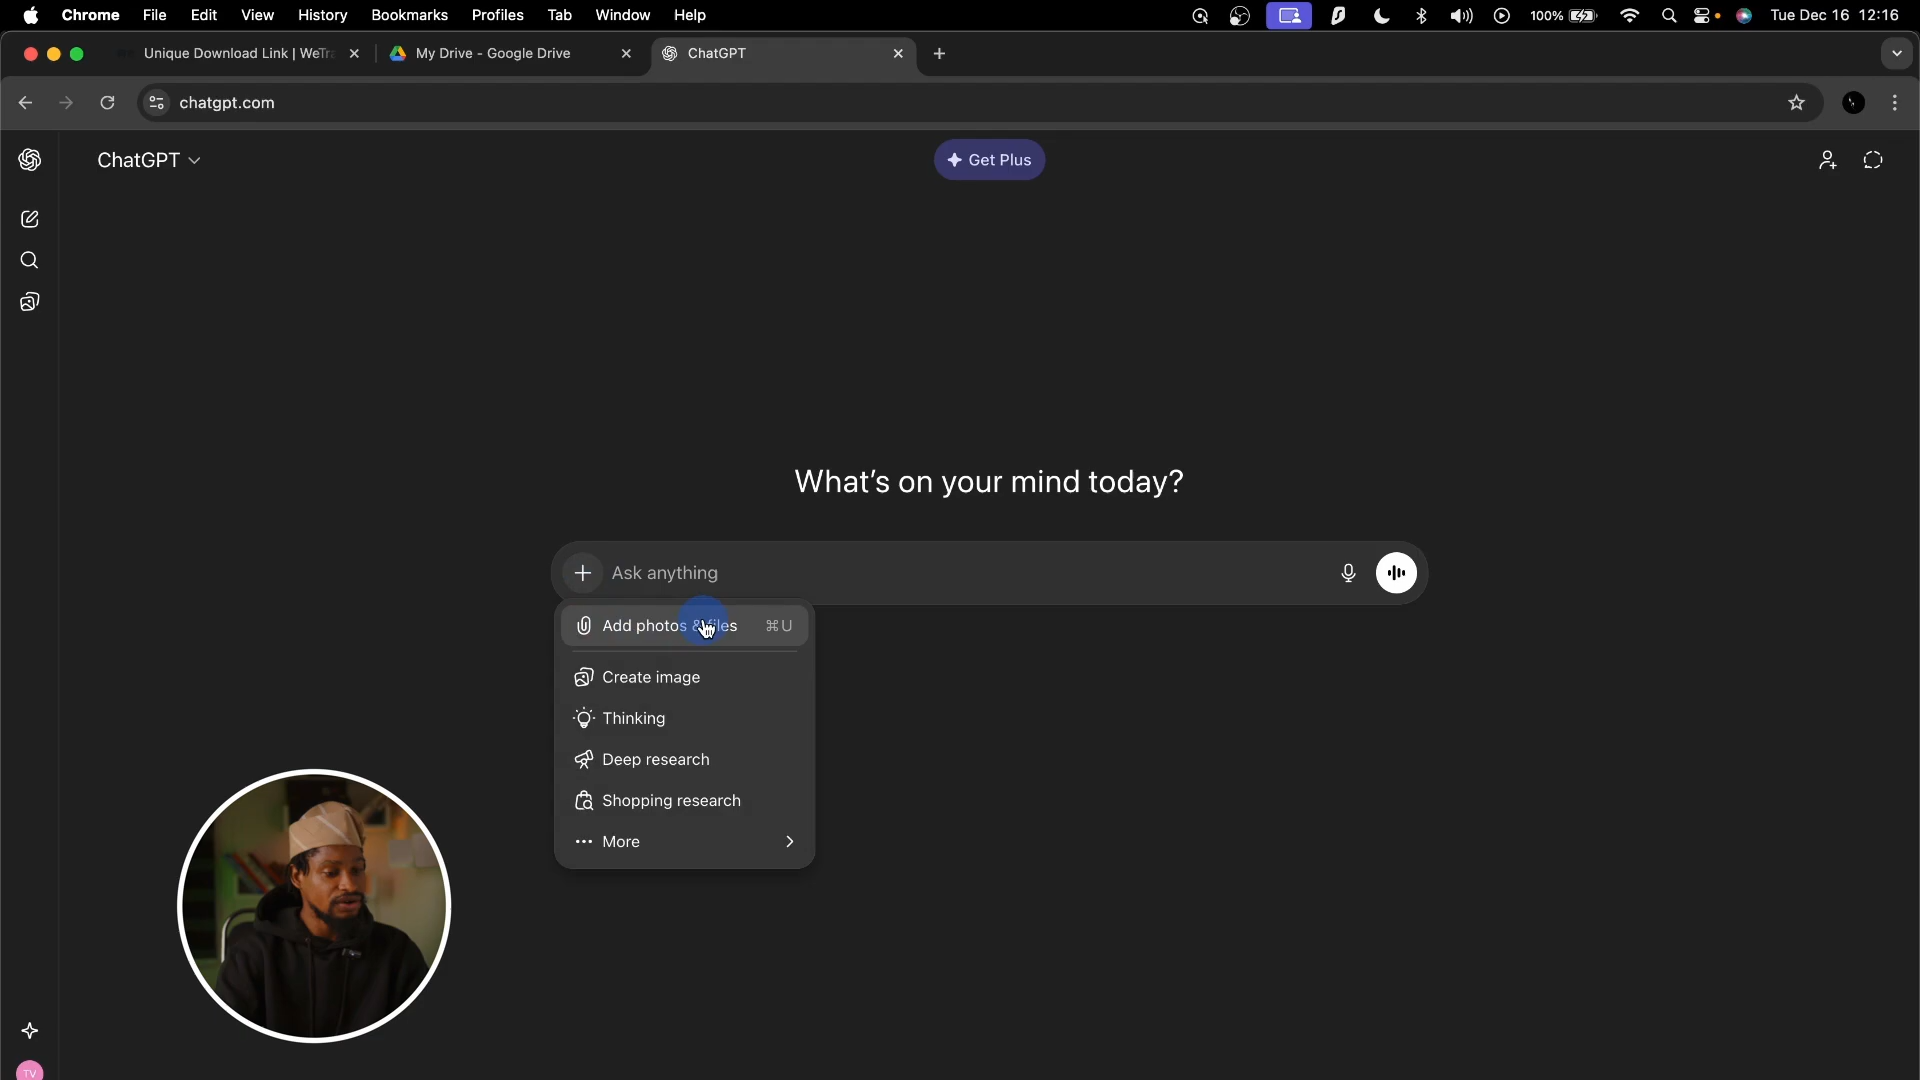 Chrome File Edit View History Bookmarks Profiles Tab Window Help 100% Tue Dec 16 12:16
Unique Download Link | WeTr My Drive - Google Drive ChatGPT
chatgpt.com
ChatGPT Get Plus
What's on your mind today?
Ask anything
Add photos & files ⌘U
Create image
Thinking
Deep research
Shopping research
More
TV